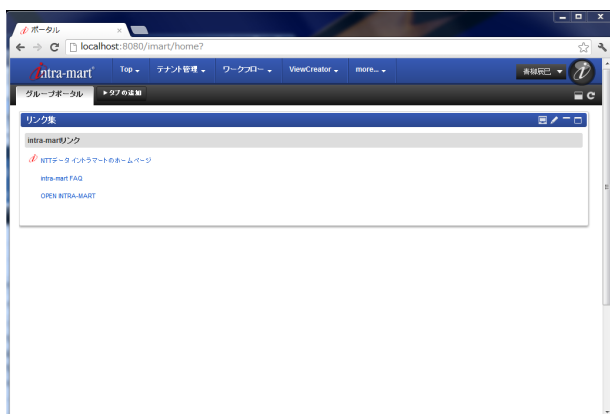 ポータル
localhost:8080/imart/home?
intra-mart Top テナント管理 ワークフロー ViewCreator more... 青柳辰巳
グループポータル タブの追加
リンク集
intra-martリンク
NTTデータ イントラマートのホームページ
intra-mart FAQ
OPEN INTRA-MART